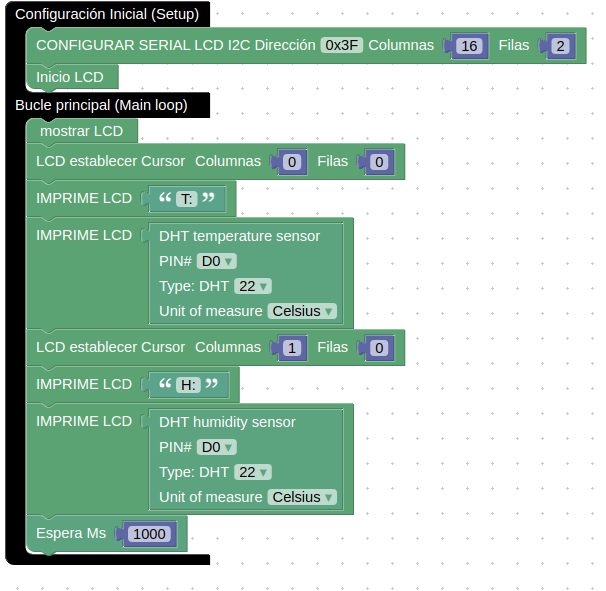 Configuración Inicial (Setup)
CONFIGURAR SERIAL LCD I2C Dirección 0x3F Columnas 16 Filas 2
Inicio LCD
Bucle principal (Main loop)
mostrar LCD
LCD establecer Cursor Columnas 0 Filas 0
IMPRIME LCD “ T: ”
IMPRIME LCD DHT temperature sensor
PIN# D0 ▾
Type: DHT 22 ▾
Unit of measure Celsius ▾
LCD establecer Cursor Columnas 1 Filas 0
IMPRIME LCD “ H: ”
IMPRIME LCD DHT humidity sensor
PIN# D0 ▾
Type: DHT 22 ▾
Unit of measure Celsius ▾
Espera Ms 1000